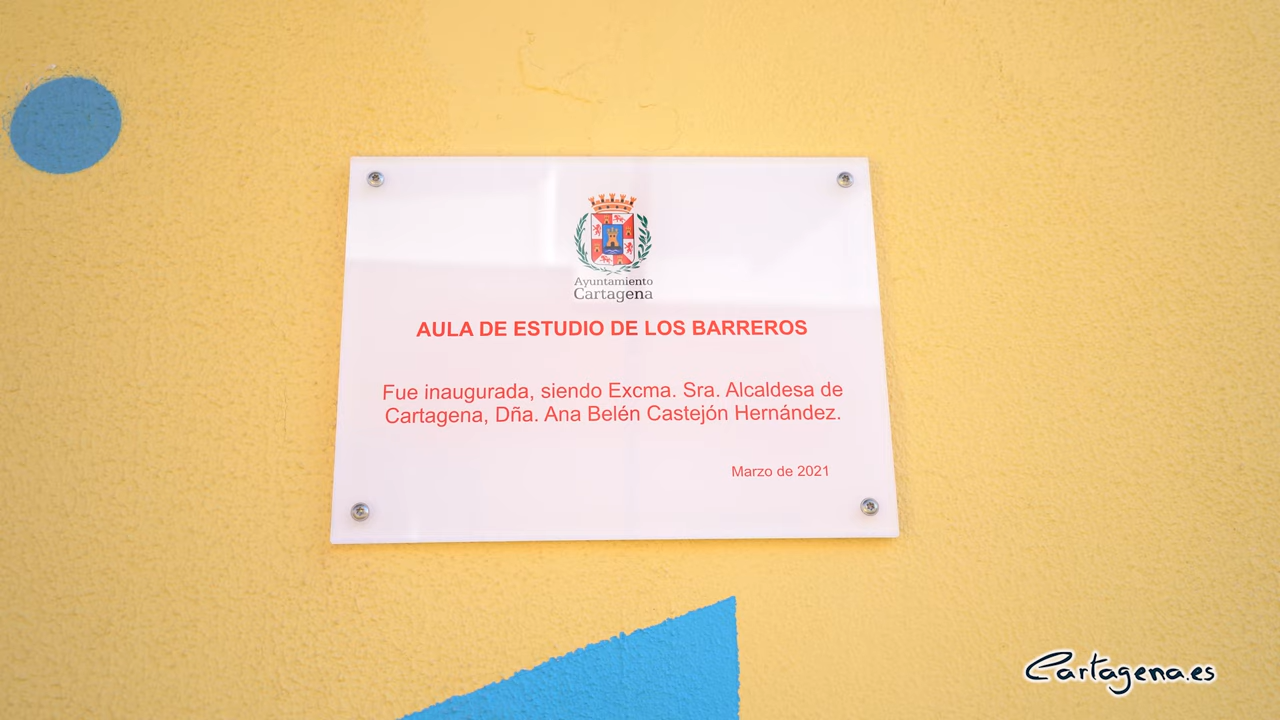 Ayuntamiento
Cartagena
AULA DE ESTUDIO DE LOS BARREROS
Fue inaugurada, siendo Excma. Sra. Alcaldesa de
Cartagena, Dña. Ana Belén Castejón Hernández.
Marzo de 2021
Cartagena.es